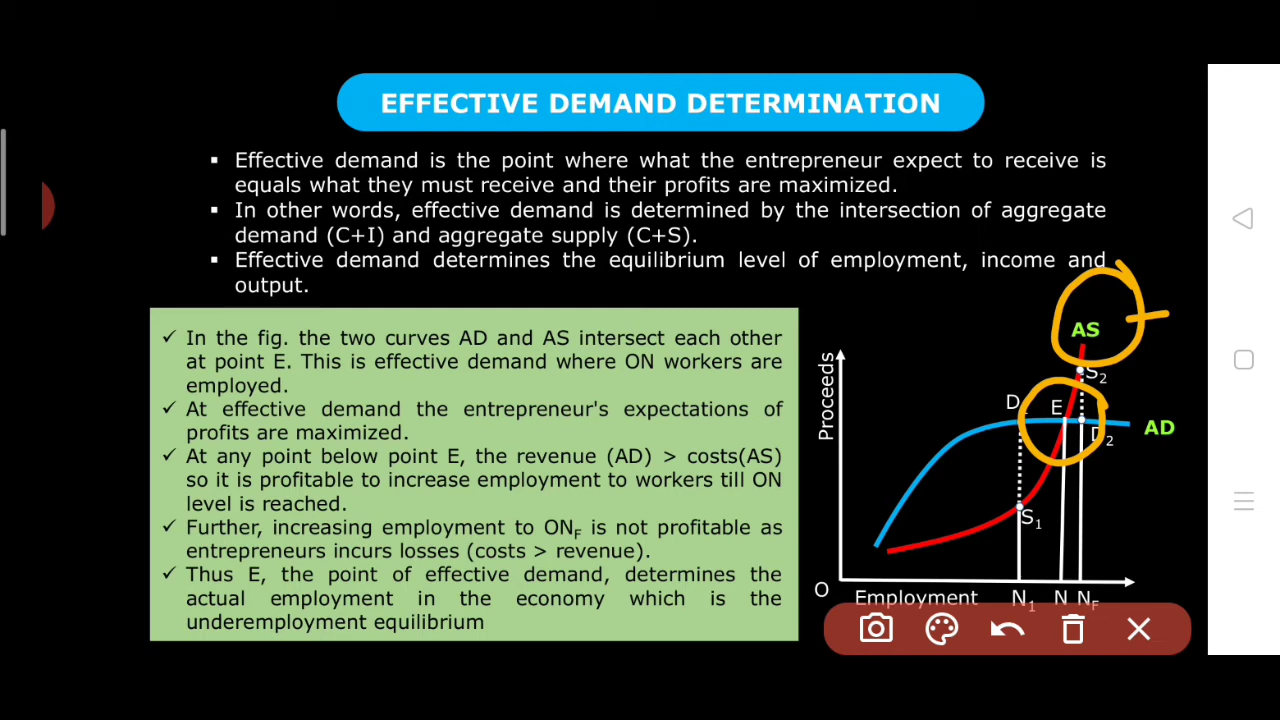 EFFECTIVE DEMAND DETERMINATION
▪ Effective demand is the point where what the entrepreneur expect to receive is
equals what they must receive and their profits are maximized.
▪ In other words, effective demand is determined by the intersection of aggregate
demand (C+I) and aggregate supply (C+S).
▪ Effective demand determines the equilibrium level of employment, income and
output.
✓ In the fig. the two curves AD and AS intersect each other
at point E. This is effective demand where ON workers are
employed.
✓ At effective demand the entrepreneur's expectations of
profits are maximized.
✓ At any point below point E, the revenue (AD) > costs(AS)
so it is profitable to increase employment to workers till ON
level is reached.
✓ Further, increasing employment to ON_F is not profitable as
entrepreneurs incurs losses (costs > revenue).
✓ Thus E, the point of effective demand, determines the
actual employment in the economy which is the
underemployment equilibrium
AS
S₂
Proceeds
D
E
AD
D₂
S₁
O
Employment
N₁ N N_F